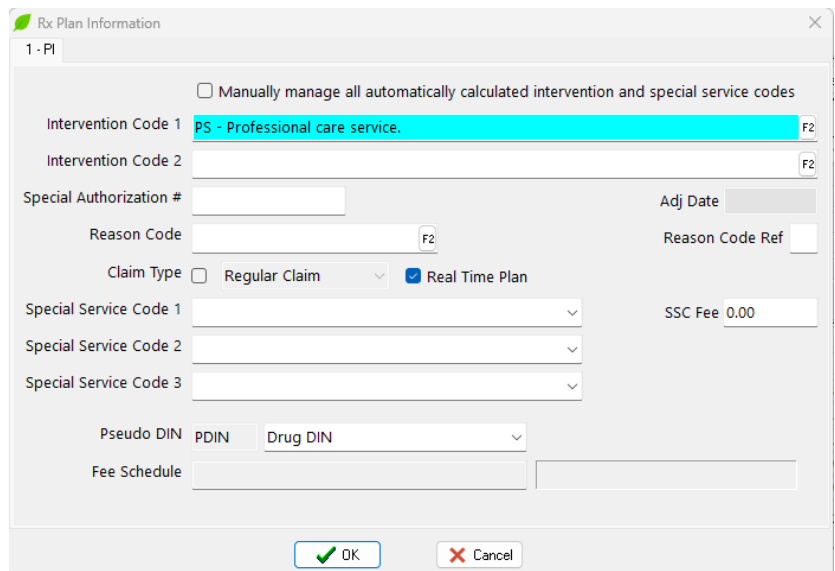 Rx Plan Information
1 - PI
Manually manage all automatically calculated intervention and special service codes
Intervention Code 1 PS - Professional care service. F2
Intervention Code 2 F2
Special Authorization # Adj Date
Reason Code F2 Reason Code Ref
Claim Type Regular Claim Real Time Plan
Special Service Code 1 SSC Fee 0.00
Special Service Code 2
Special Service Code 3
Pseudo DIN PDIN Drug DIN
Fee Schedule
OK Cancel